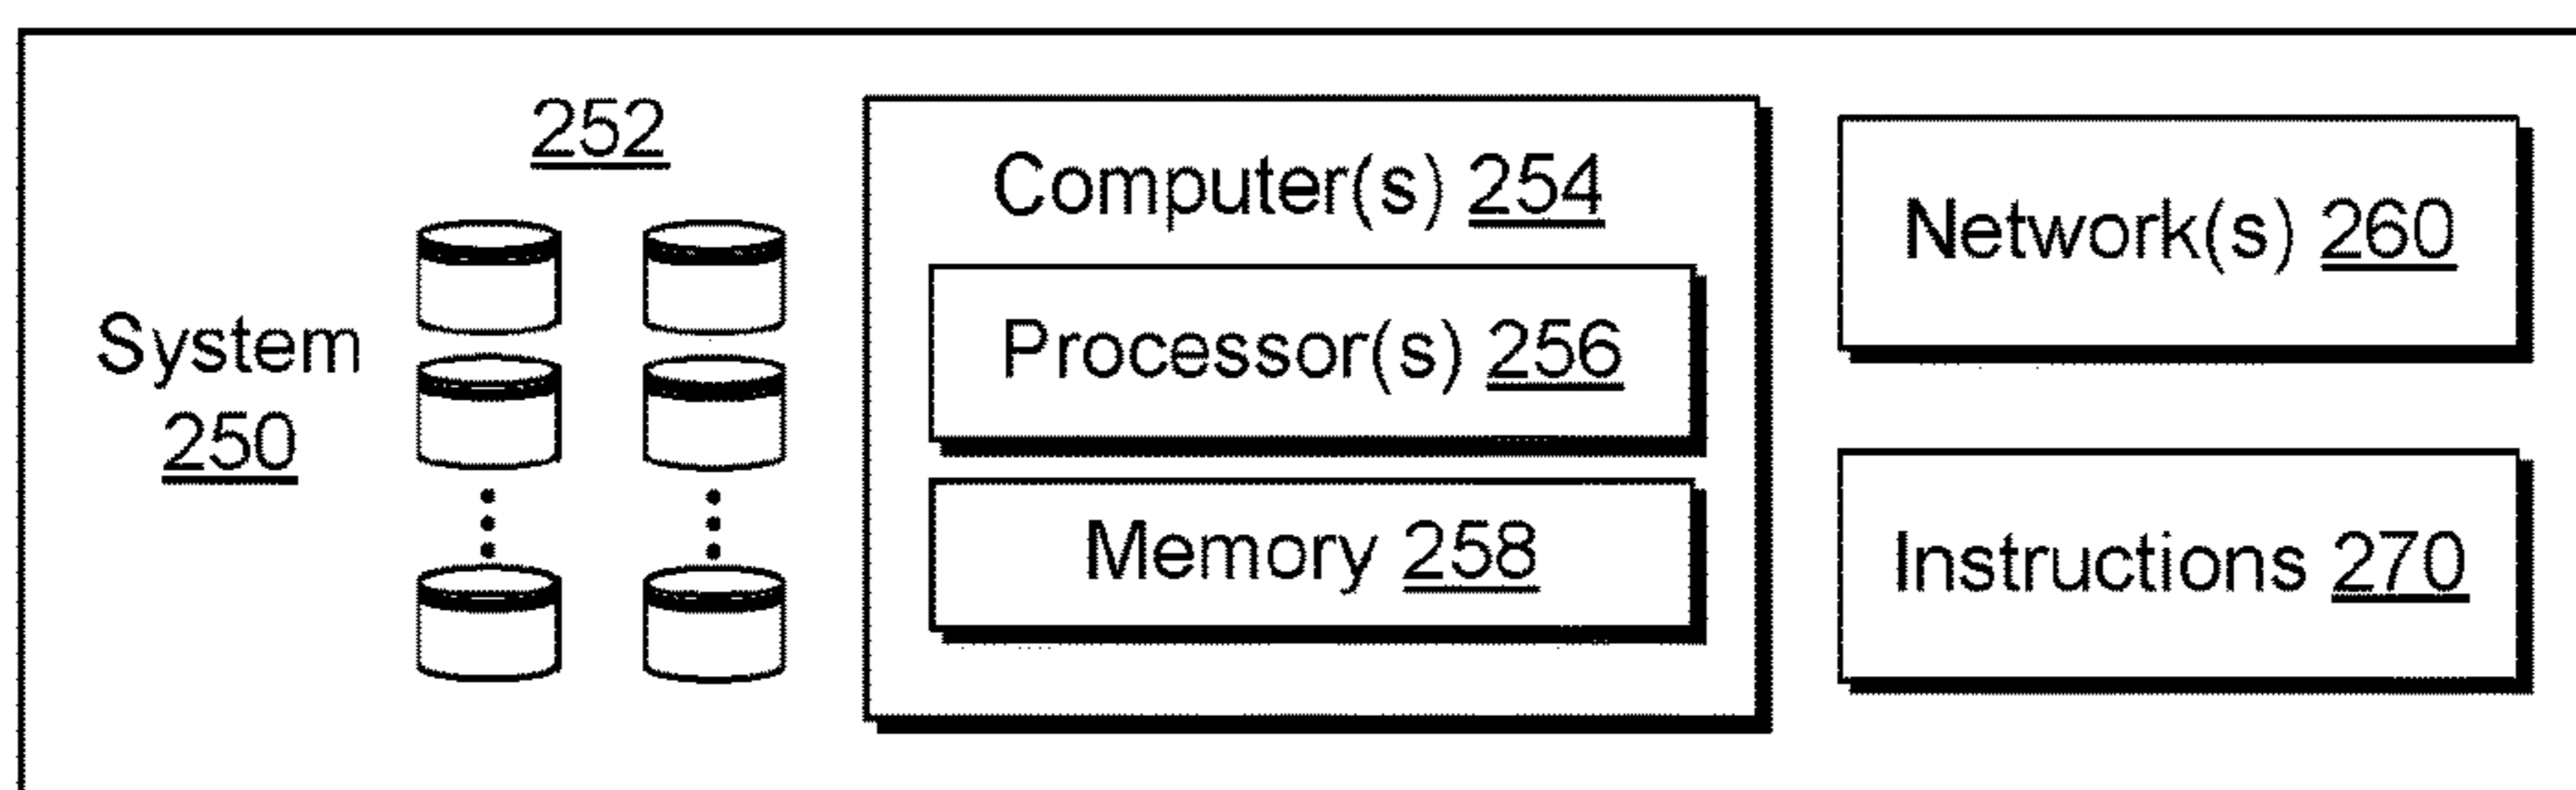 System
250
252
Computer(s) 254
Processor(s) 256
Memory 258
Network(s) 260
Instructions 270